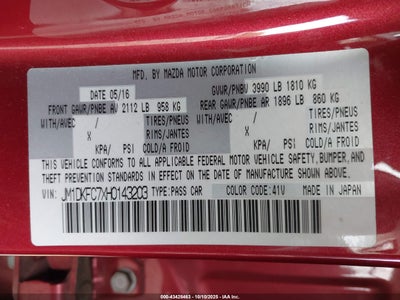 MFD. BY MAZDA MOTOR CORPORATION
DATE 05/16 GVWR/PNBV 3990 LB 1810 KG
FRONT GAWR/PNBE AV 2112 LB 958 KG REAR GAWR/PNBE AR 1896 LB 860 KG
WITH/AVEC / TIRES/PNEUS WITH/AVEC / TIRES/PNEUS
X RIMS/JANTES X RIMS/JANTES
KPA/ PSI COLD/A FROID KPA/ PSI COLD/A FROID
THIS VEHICLE CONFORMS TO ALL APPLICABLE FEDERAL MOTOR VEHICLE SAFETY,BUMPER,AND
THEFT PREVENTION STANDARDS IN EFFECT ON THE DATE OF MANUFACTURE SHOWN ABOVE.
VIN: JM1DKFC7XH0143203 TYPE:PASS CAR COLOR CODE:41V MADE IN JAPAN
000-43428463 - 10/10/2025 - IAA Inc.